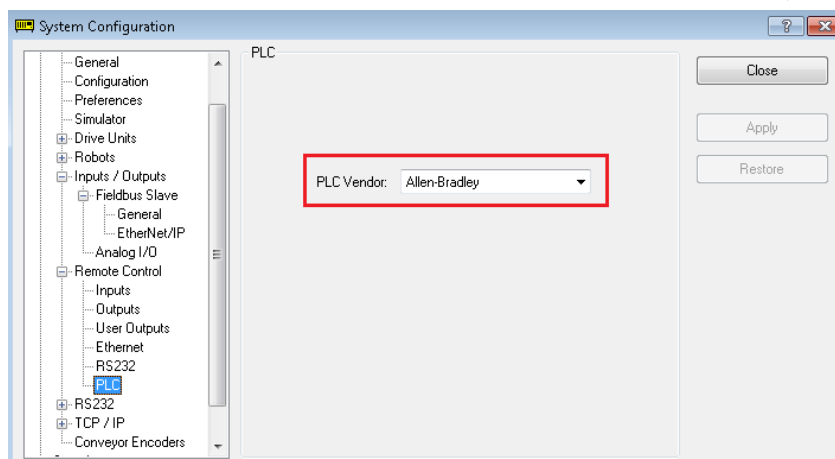 System Configuration
General
Configuration
Preferences
Simulator
Drive Units
Robots
Inputs / Outputs
Fieldbus Slave
General
EtherNet/IP
Analog I/O
Remote Control
Inputs
Outputs
User Outputs
Ethernet
RS232
PLC
RS232
TCP / IP
Conveyor Encoders
PLC
PLC Vendor: Allen-Bradley
Close
Apply
Restore